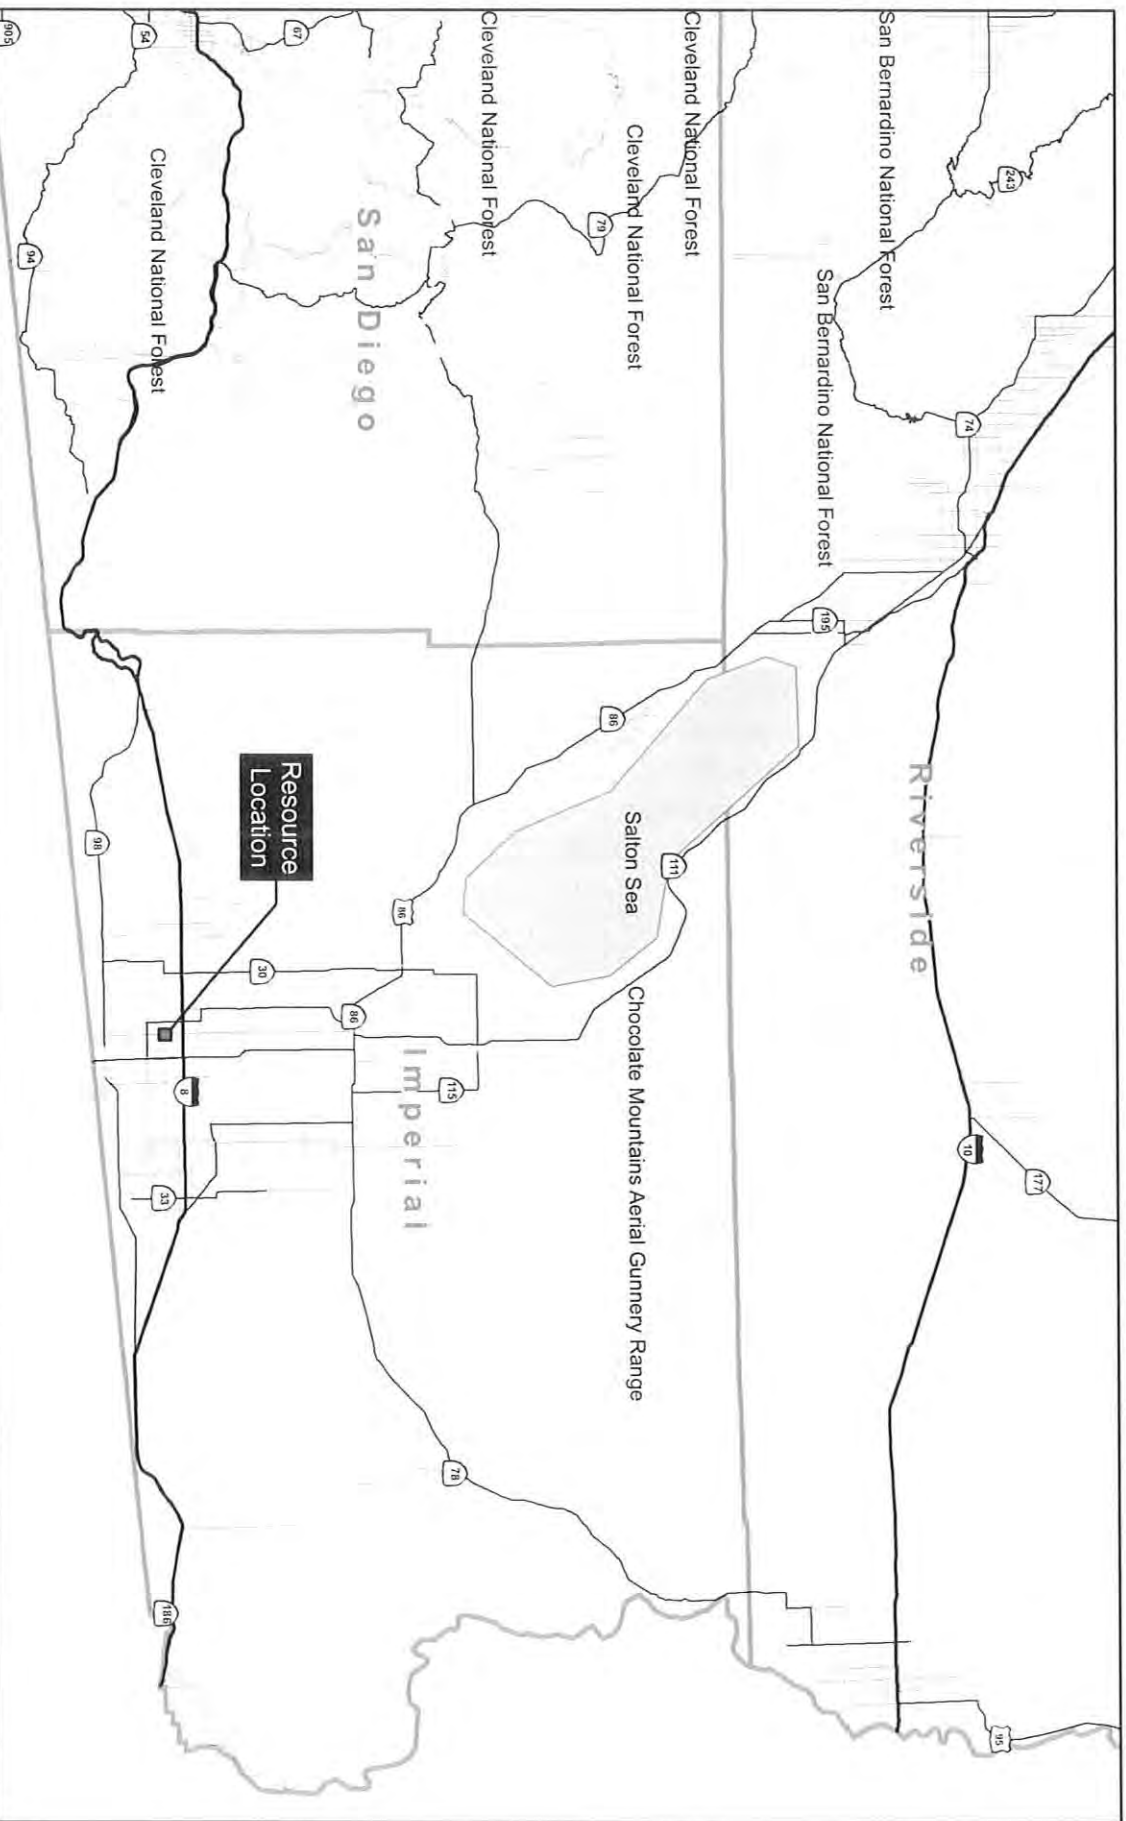 San Bernardino National Forest
San Bernardino National Forest
Cleveland National Forest
Cleveland National Forest
Cleveland National Forest
Cleveland National Forest
San Diego
Riverside
Imperial
Salton Sea
Chocolate Mountains Aerial Gunnery Range
Resource
Location
243
74
195
10
177
95
79
86
111
67
86
86
30
115
78
54
94
905
98
8
33
186